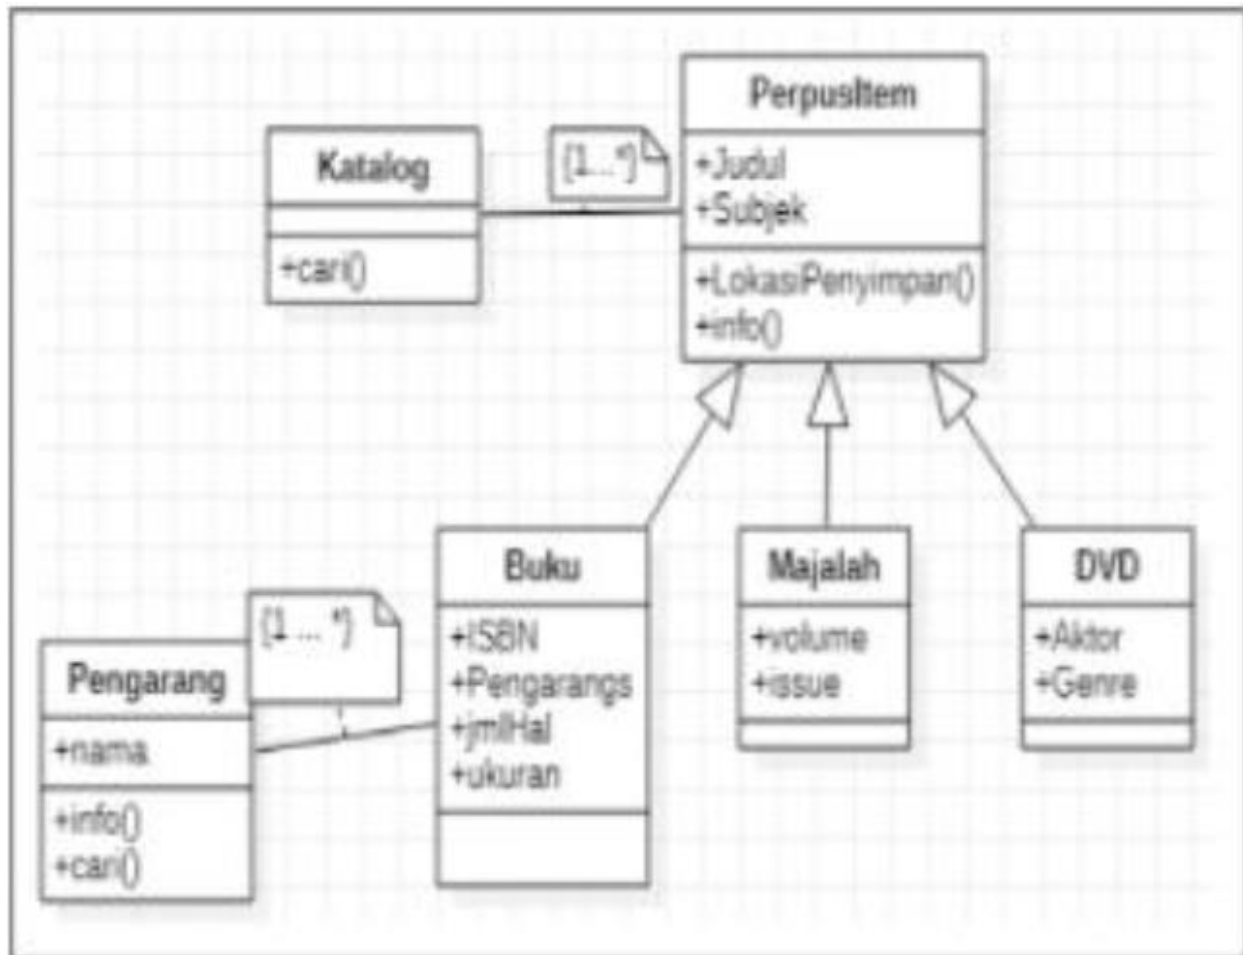 PerpusItem
+Judul
+Subjek
+LokasiPenyimpan()
+info()
Katalog
+cari()
{1...*}
Buku
+ISBN
+Pengarangs
+jmlHal
+ukuran
Majalah
+volume
+issue
DVD
+Aktor
+Genre
{1 ... *}
Pengarang
+nama
+info()
+cari()